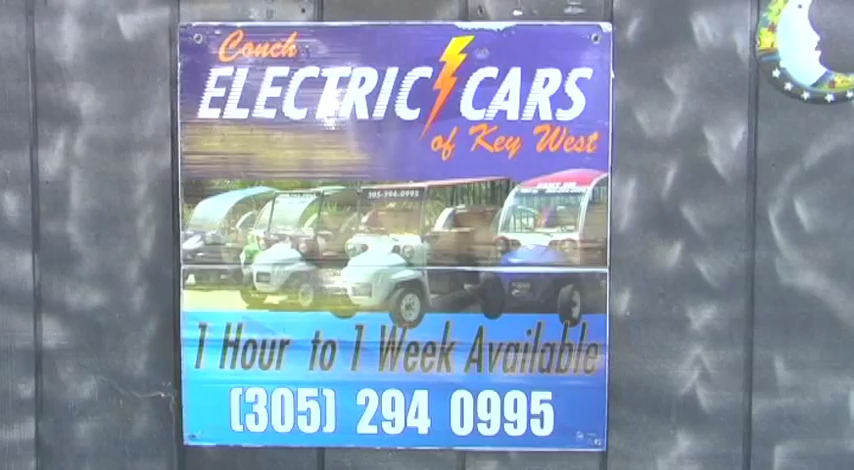 Conch
ELECTRIC CARS
of Key West
305-294-0995
1 Hour to 1 Week Available
(305) 294 0995